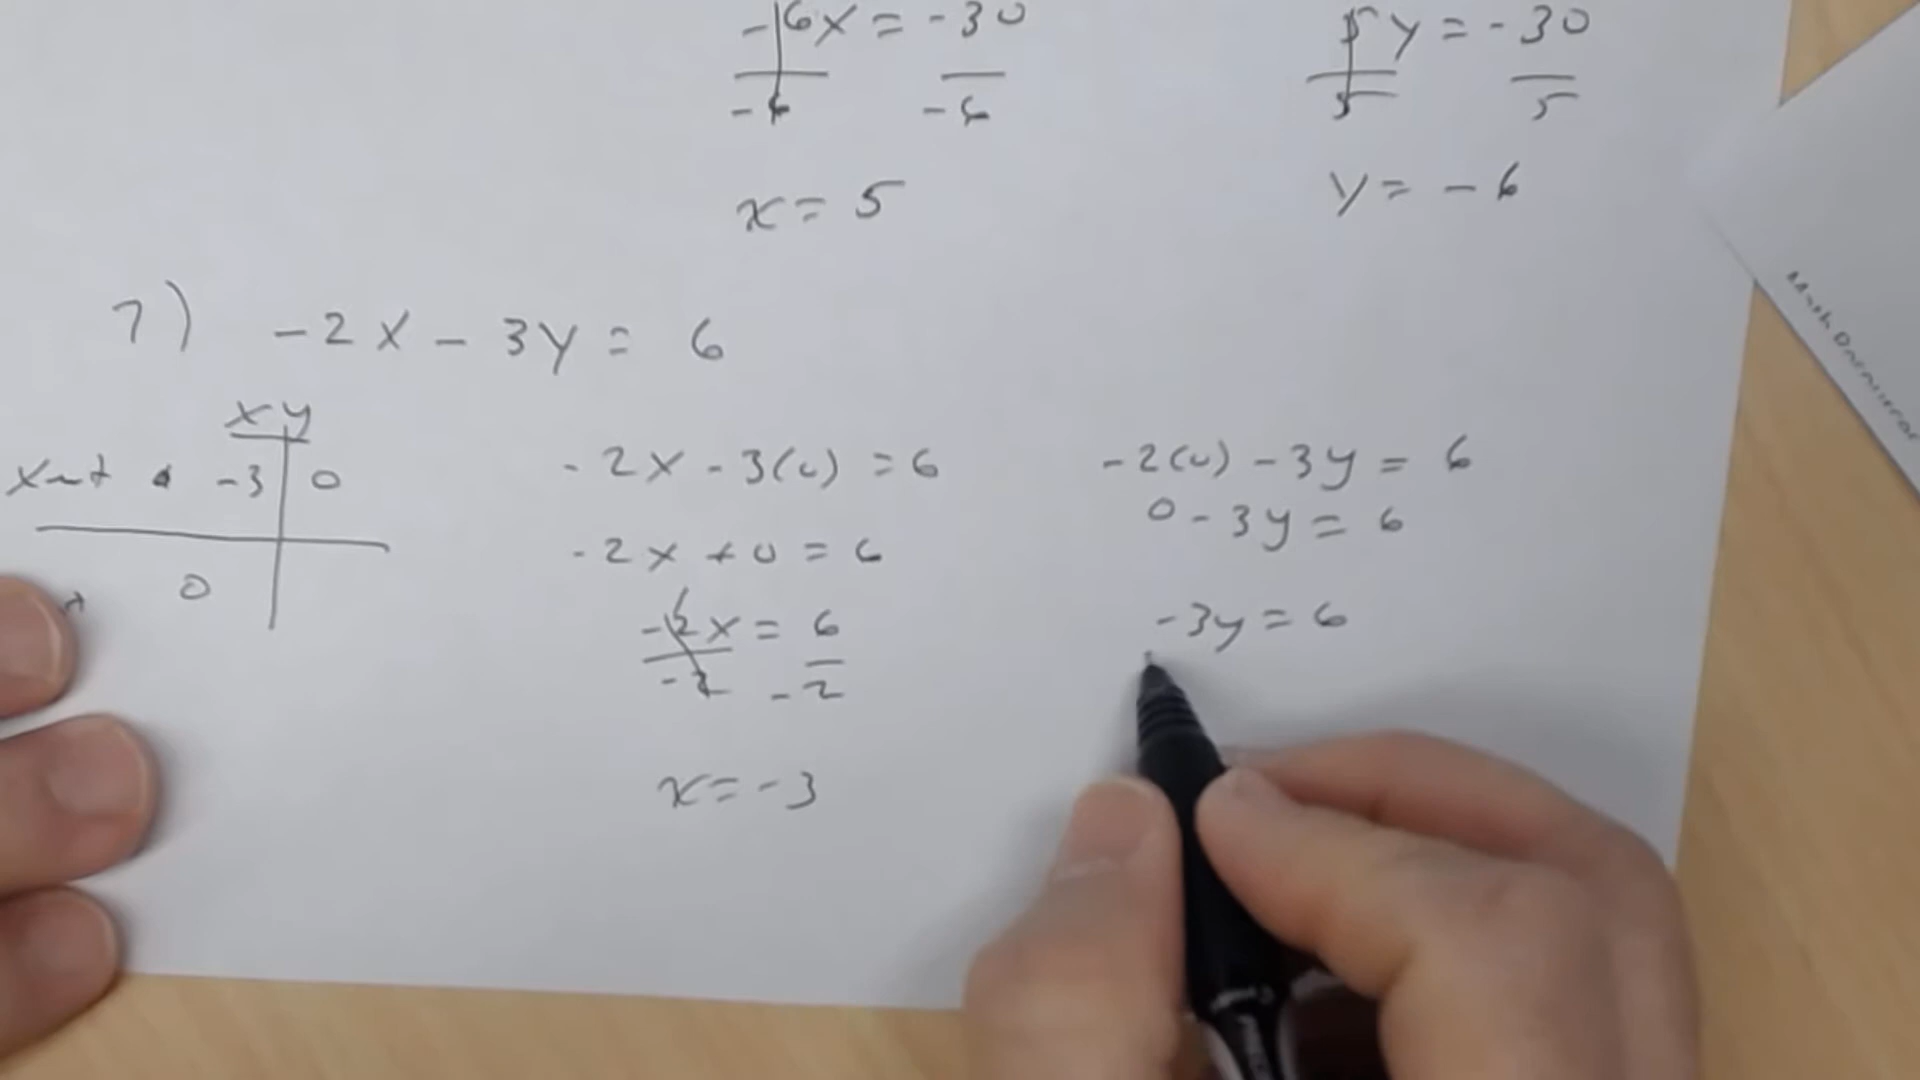 -6x = -30
-6 -6
x = 5
5y = -30
5 5
y = -6
7) -2x - 3y = 6
x y
-3 0
0
-2x - 3(0) = 6
-2x + 0 = 6
-2x = 6
-2 -2
x = -3
-2(0) - 3y = 6
0 - 3y = 6
-3y = 6